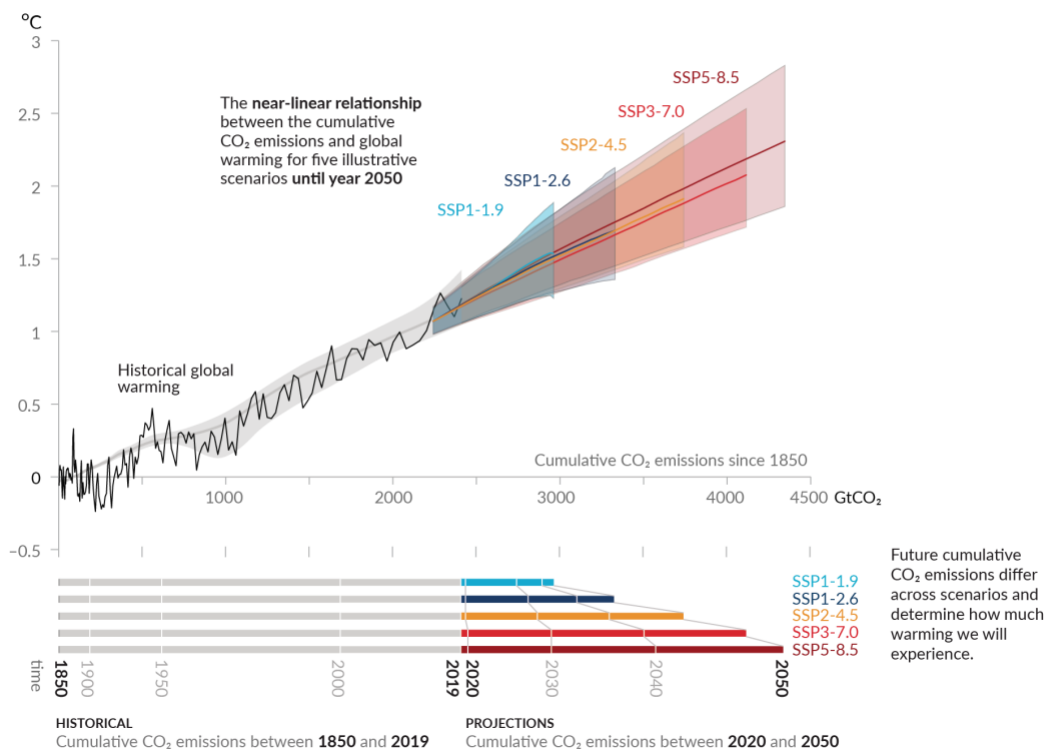 ºC
3
2.5
2
1.5
1
0.5
0
−0.5
The near-linear relationship
between the cumulative
CO₂ emissions and global
warming for five illustrative
scenarios until year 2050
SSP5-8.5
SSP3-7.0
SSP2-4.5
SSP1-2.6
SSP1-1.9
Historical global
warming
Cumulative CO₂ emissions since 1850
1000 2000 3000 4000 4500 GtCO₂
SSP1-1.9
SSP1-2.6
SSP2-4.5
SSP3-7.0
SSP5-8.5
Future cumulative
CO₂ emissions differ
across scenarios and
determine how much
warming we will
experience.
time 1850 1900 1950 2000 2019 2020 2030 2040 2050
HISTORICAL
Cumulative CO₂ emissions between 1850 and 2019
PROJECTIONS
Cumulative CO₂ emissions between 2020 and 2050